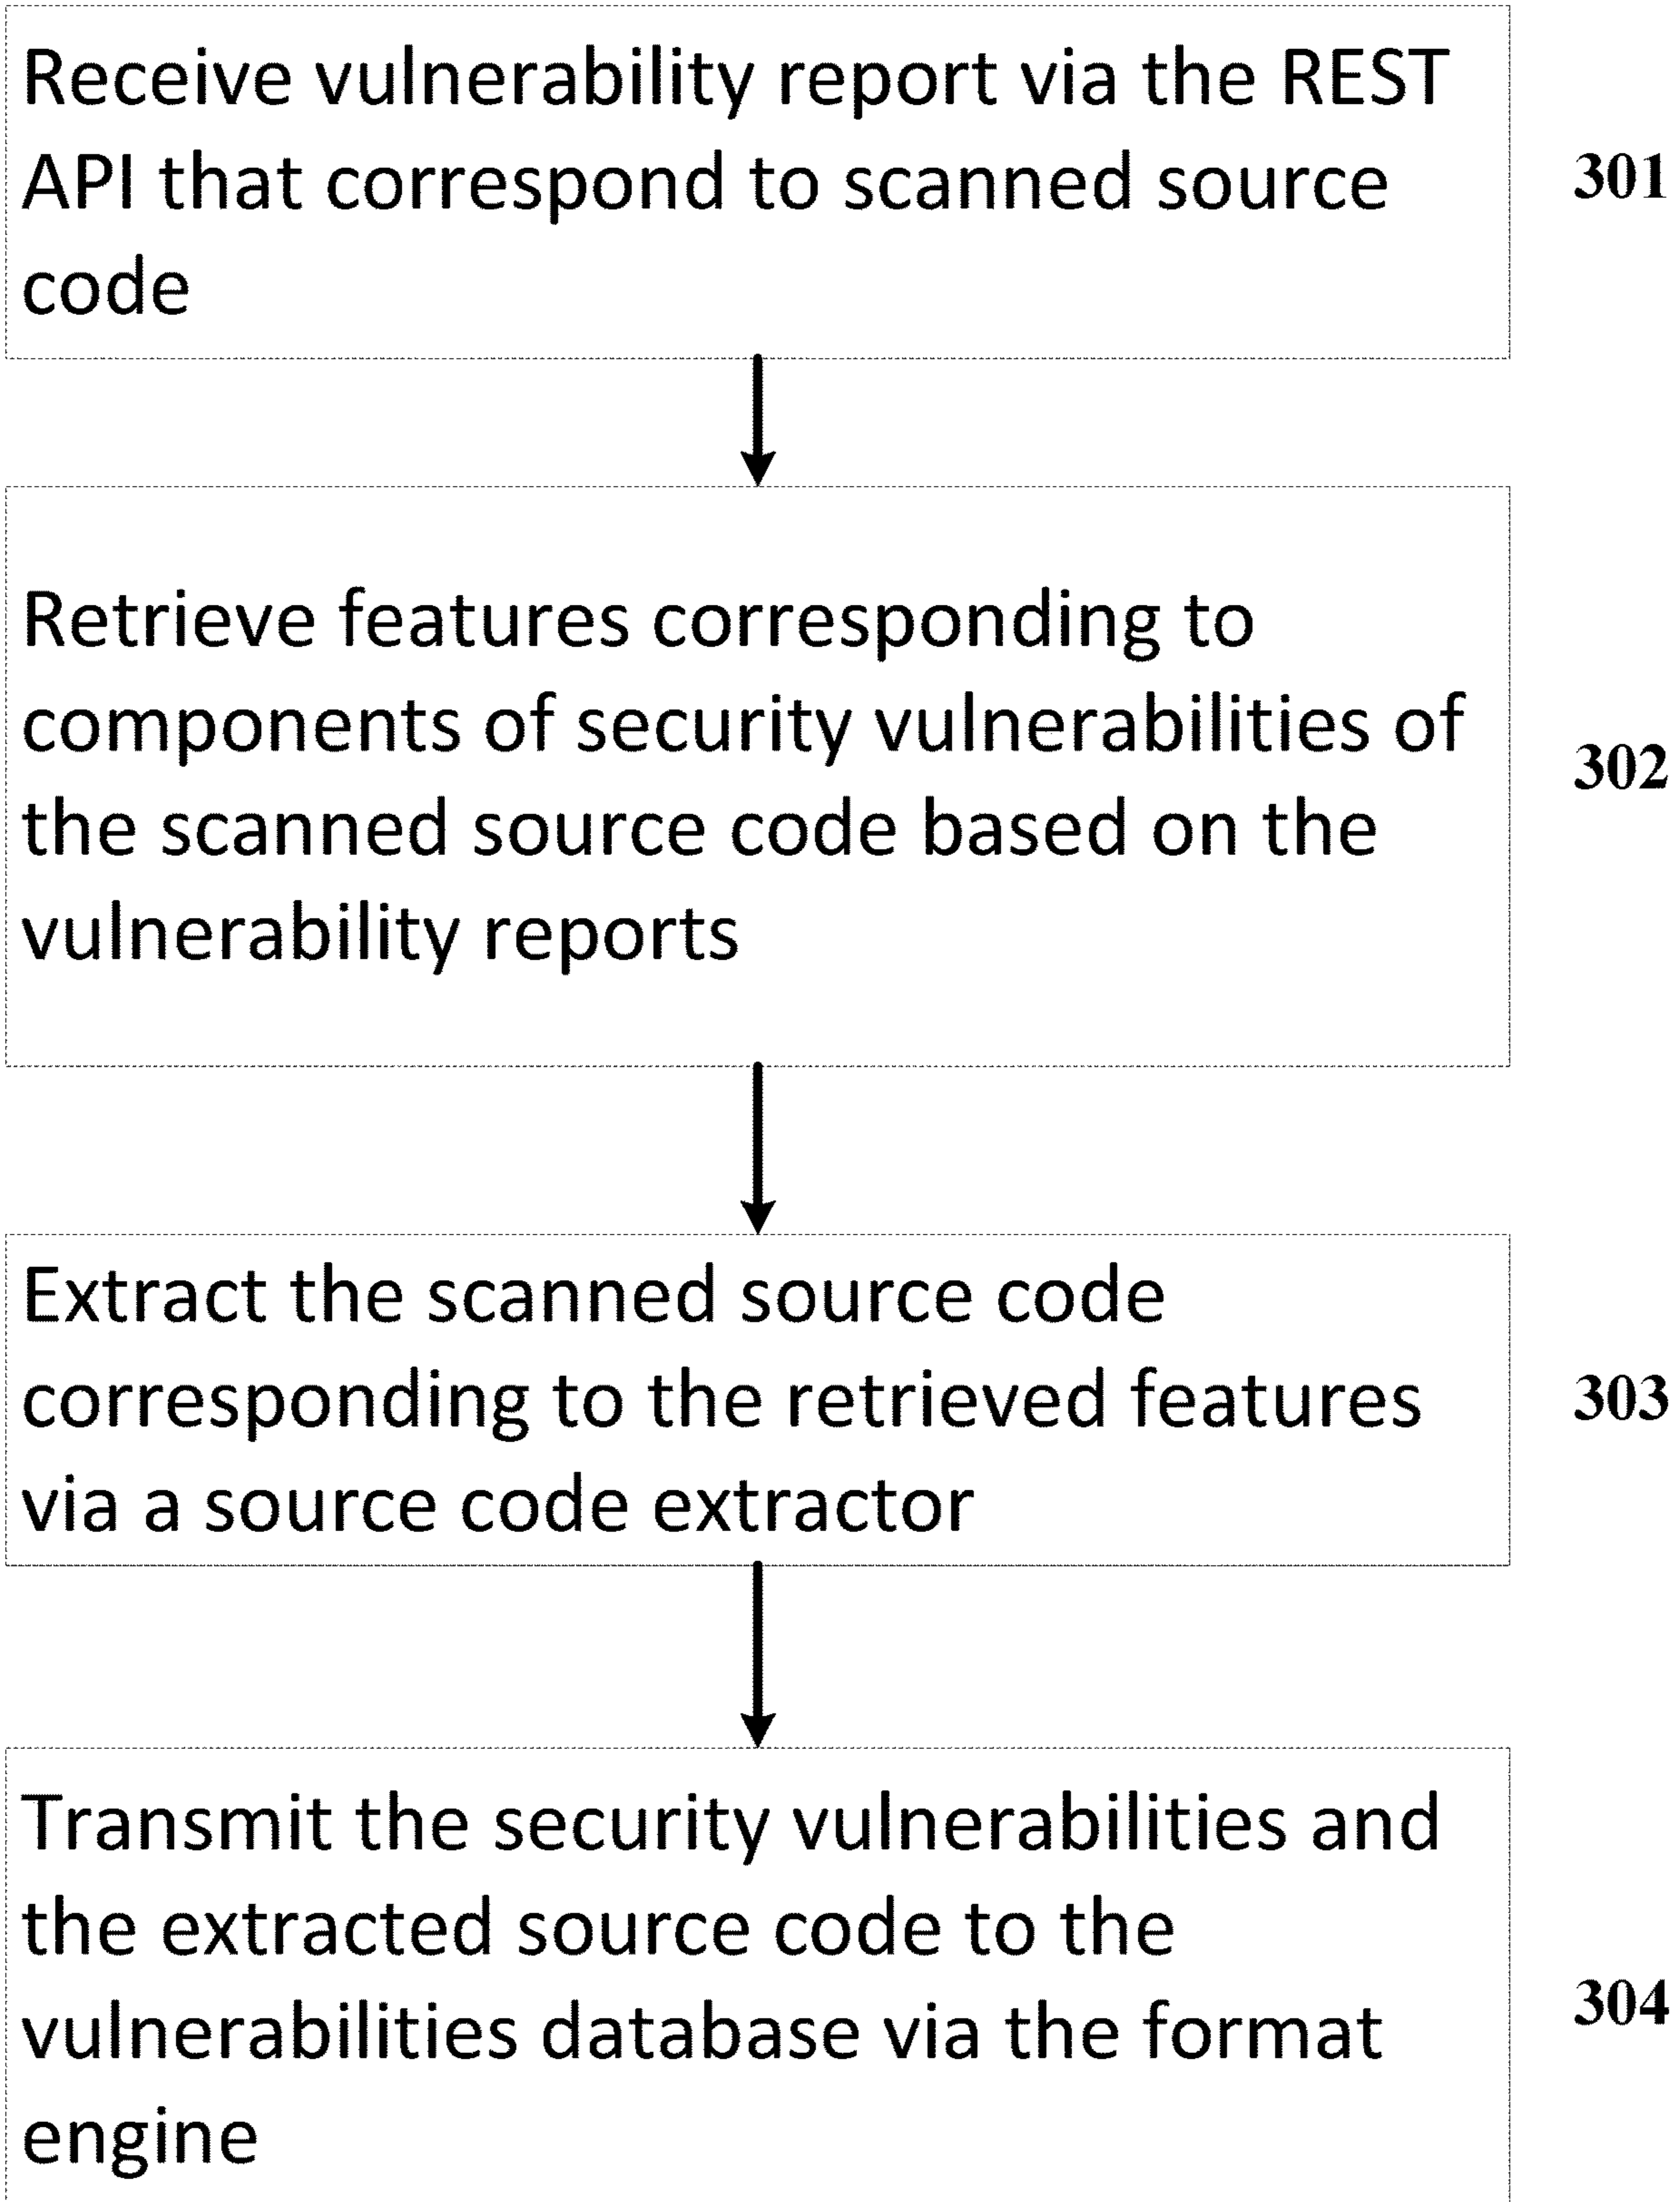 Receive vulnerability report via the REST
API that correspond to scanned source
code
301
Retrieve features corresponding to
components of security vulnerabilities of
the scanned source code based on the
vulnerability reports
302
Extract the scanned source code
corresponding to the retrieved features
via a source code extractor
303
Transmit the security vulnerabilities and
the extracted source code to the
vulnerabilities database via the format
engine
304